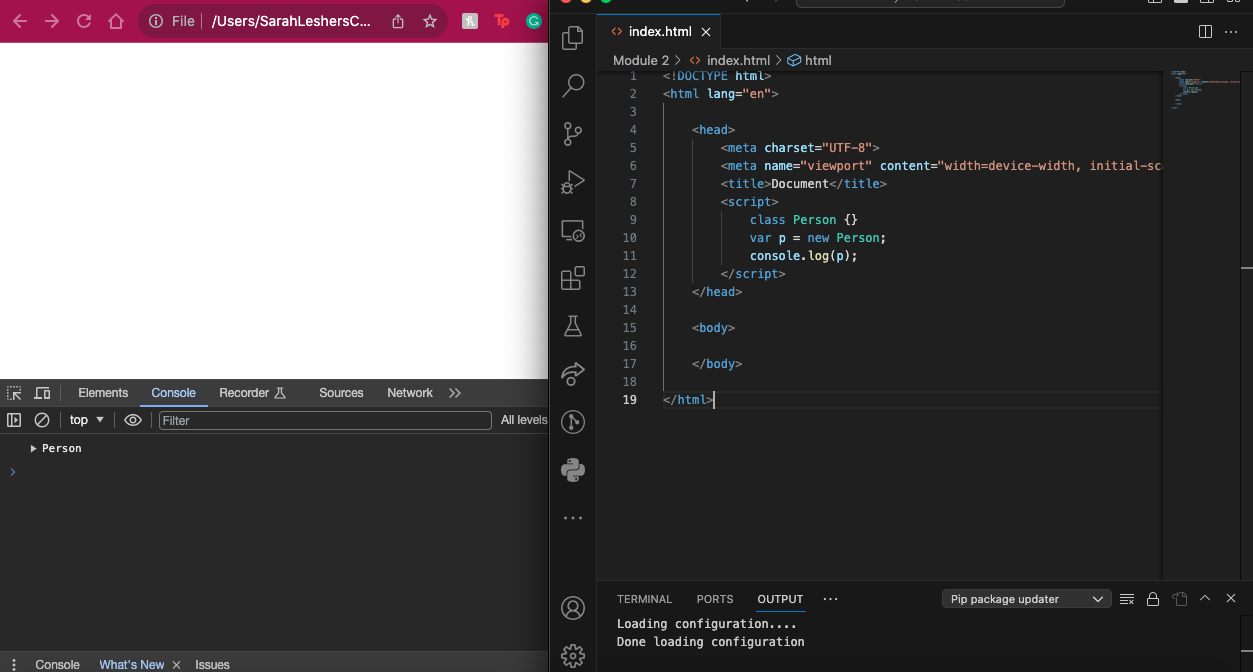 File /Users/SarahLeshersC...
Tp
Elements Console Recorder Sources Network
top ▼ Filter All levels
▶ Person
>
Console What's New × Issues
index.html ×
Module 2 > <> index.html > html
1 <!DOCTYPE html>
2 <html lang="en">
3
4 <head>
5 <meta charset="UTF-8">
6 <meta name="viewport" content="width=device-width, initial-sca
7 <title>Document</title>
8 <script>
9 class Person {}
10 var p = new Person;
11 console.log(p);
12 </script>
13 </head>
14
15 <body>
16
17 </body>
18
19 </html>
TERMINAL PORTS OUTPUT ... Pip package updater
Loading configuration....
Done loading configuration